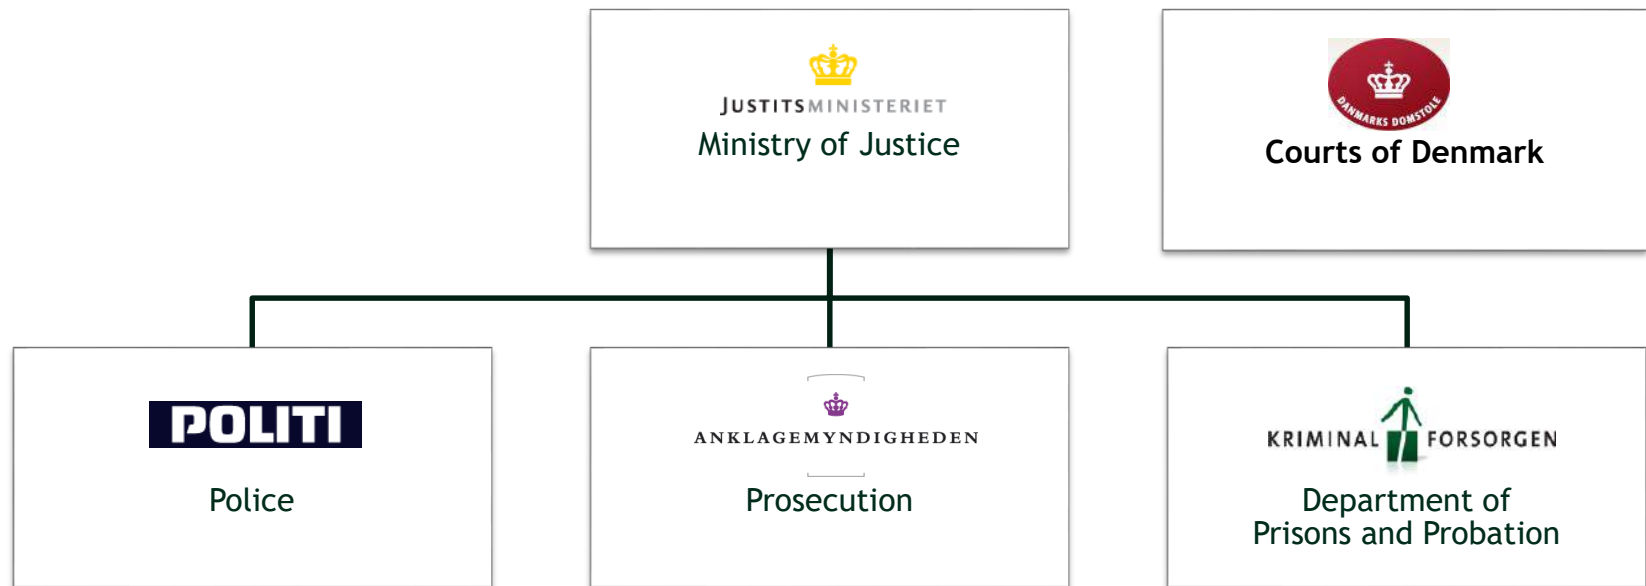 JUSTITSMINISTERIET
Ministry of Justice
DANMARKS DOMSTOLE
Courts of Denmark
POLITI
Police
ANKLAGEMYNDIGHEDEN
Prosecution
KRIMINAL FORSORGEN
Department of
Prisons and Probation